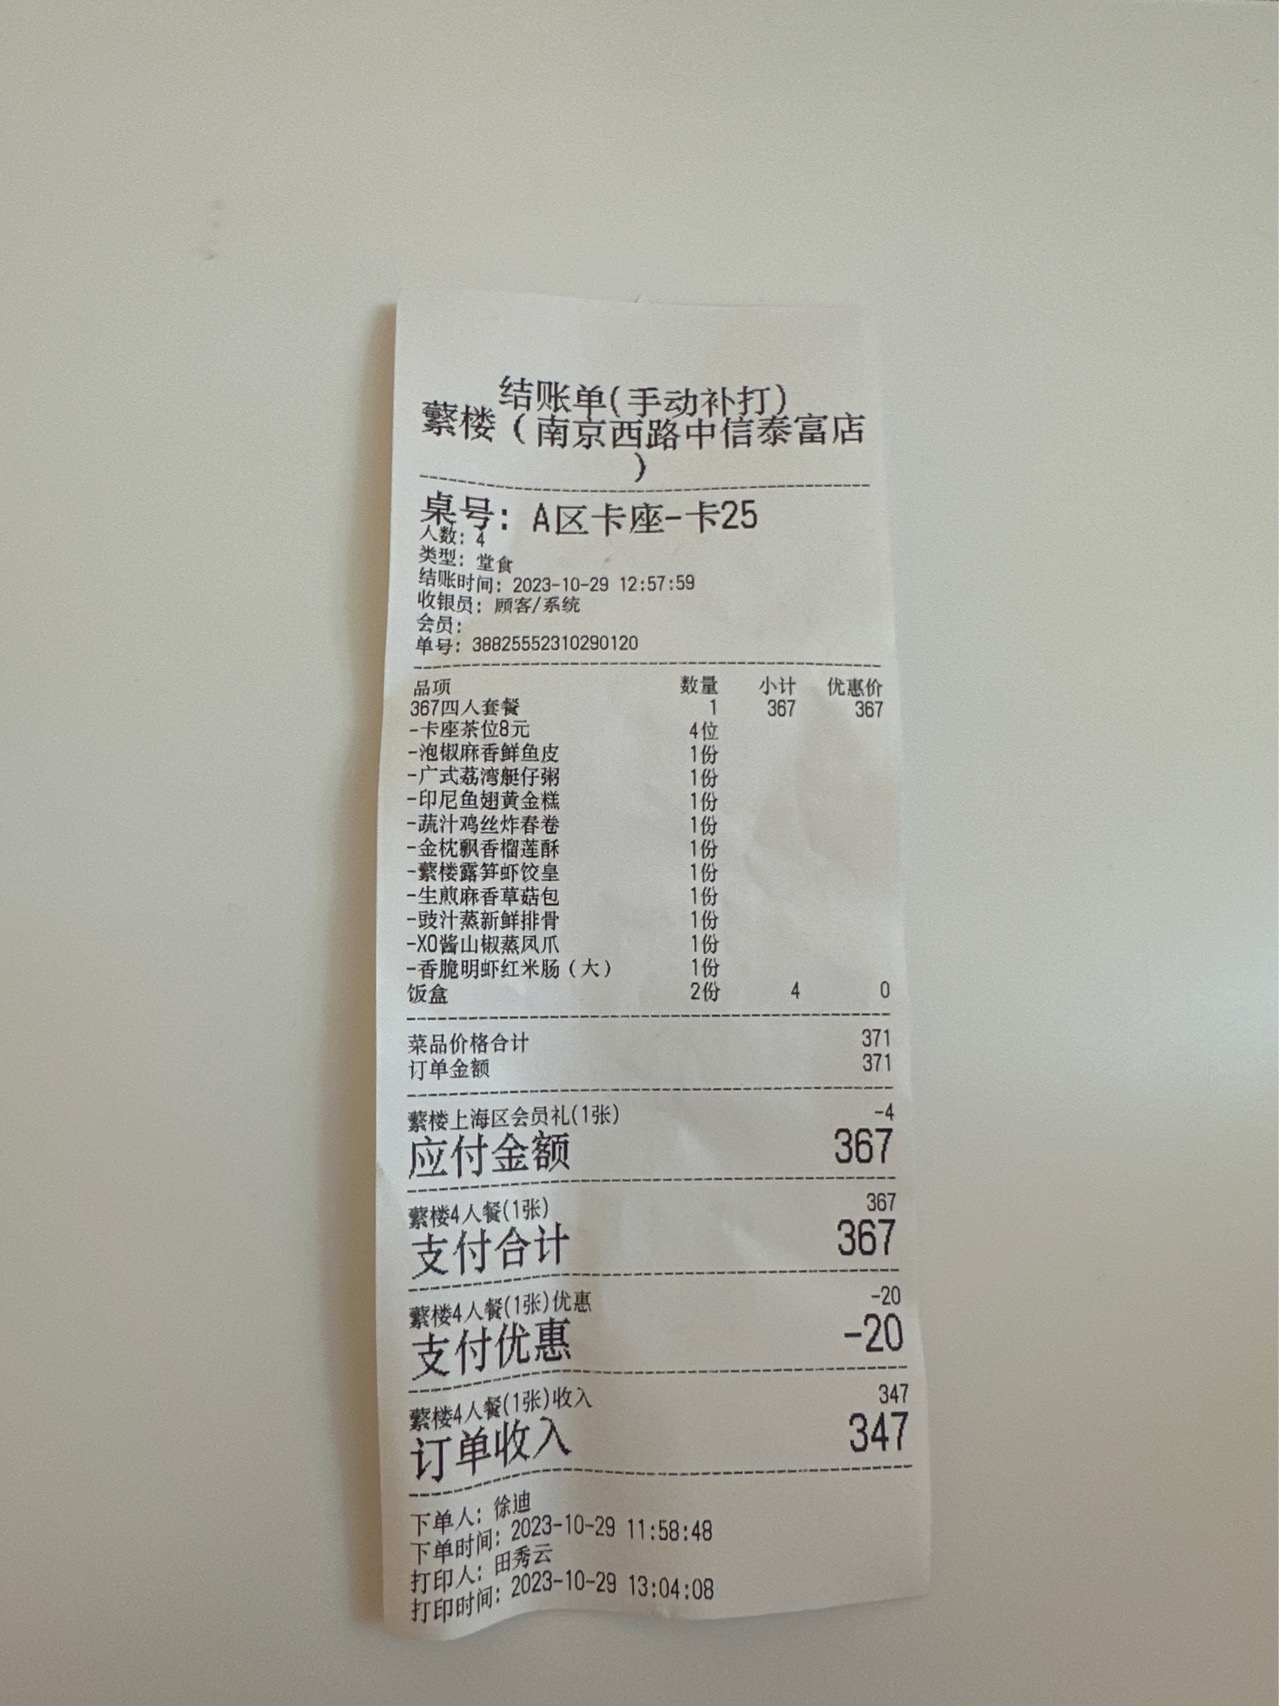 结账单(手动补打)
蘩楼（南京西路中信泰富店
）
桌号: A区卡座-卡25
人数: 4
类型: 堂食
结账时间: 2023-10-29 12:57:59
收银员: 顾客/系统
会员:
单号: 38825552310290120
品项 数量 小计 优惠价
367四人套餐 1 367 367
-卡座茶位8元 4位
-泡椒麻香鲜鱼皮 1份
-广式荔湾艇仔粥 1份
-印尼鱼翅黄金糕 1份
-蔬汁鸡丝炸春卷 1份
-金枕飘香榴莲酥 1份
-蘩楼露笋虾饺皇 1份
-生煎麻香草菇包 1份
-豉汁蒸新鲜排骨 1份
-XO酱山椒蒸凤爪 1份
-香脆明虾红米肠（大） 1份
饭盒 2份 4 0
菜品价格合计 371
订单金额 371
蘩楼上海区会员礼(1张) -4
应付金额 367
蘩楼4人餐(1张) 367
支付合计 367
蘩楼4人餐(1张)优惠 -20
支付优惠 -20
蘩楼4人餐(1张)收入 347
订单收入 347
下单人: 徐迪
下单时间: 2023-10-29 11:58:48
打印人: 田秀云
打印时间: 2023-10-29 13:04:08